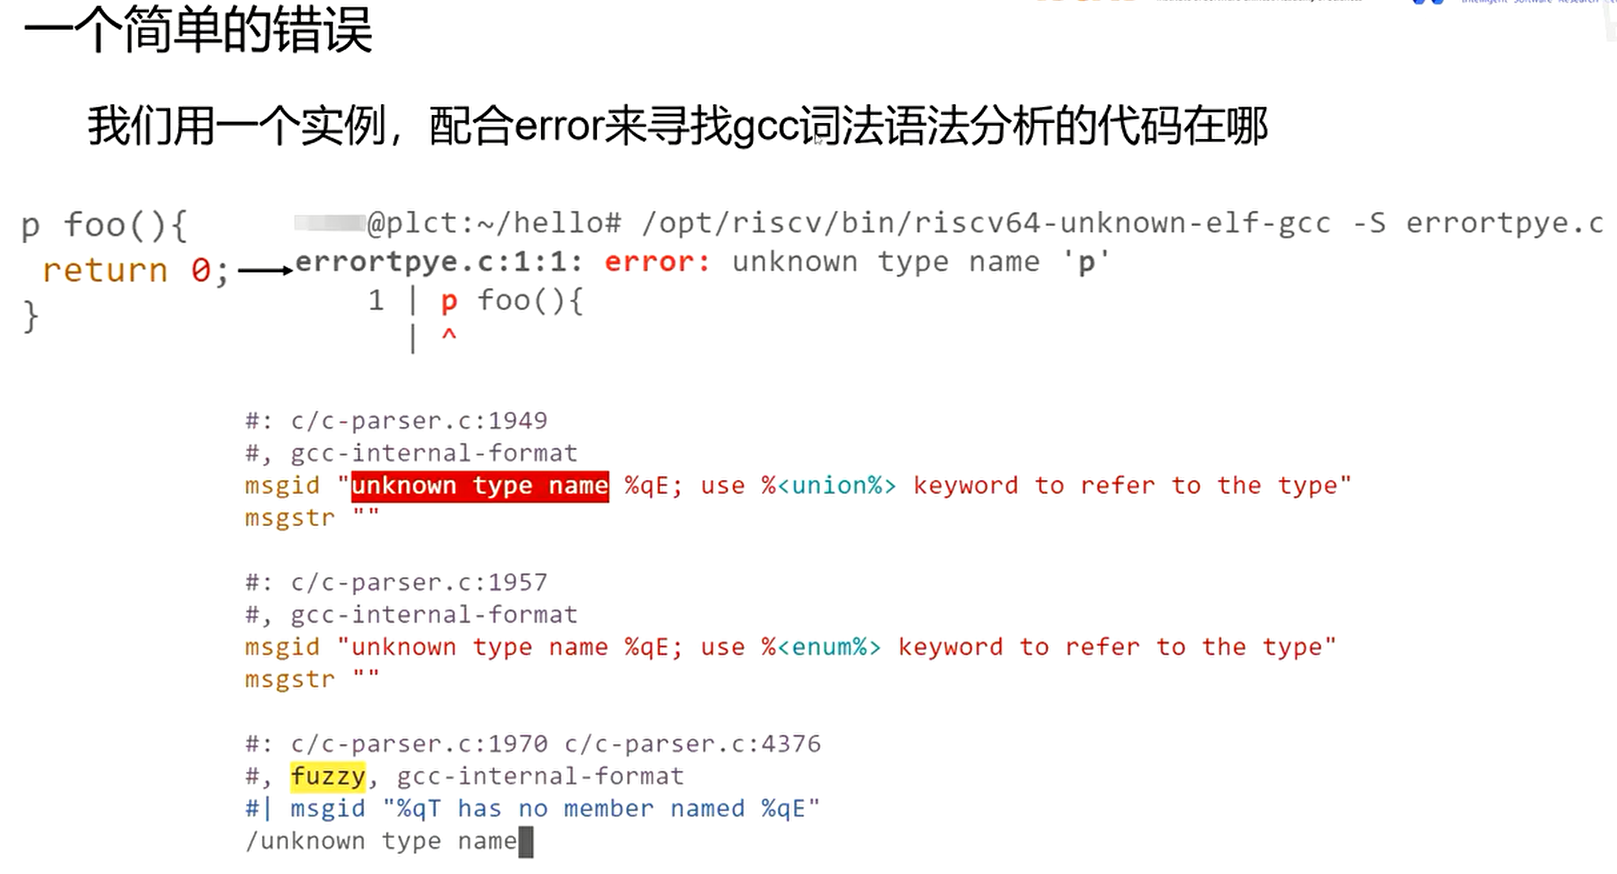 一个简单的错误
我们用一个实例，配合error来寻找gcc词法语法分析的代码在哪
p foo(){
 return 0;
}
@plct:~/hello# /opt/riscv/bin/riscv64-unknown-elf-gcc -S errortpye.c
errortpye.c:1:1: error: unknown type name 'p'
1 | p foo(){
| ^
#: c/c-parser.c:1949
#, gcc-internal-format
msgid "unknown type name %qE; use %<union%> keyword to refer to the type"
msgstr ""
#: c/c-parser.c:1957
#, gcc-internal-format
msgid "unknown type name %qE; use %<enum%> keyword to refer to the type"
msgstr ""
#: c/c-parser.c:1970 c/c-parser.c:4376
#, fuzzy, gcc-internal-format
#| msgid "%qT has no member named %qE"
/unknown type name